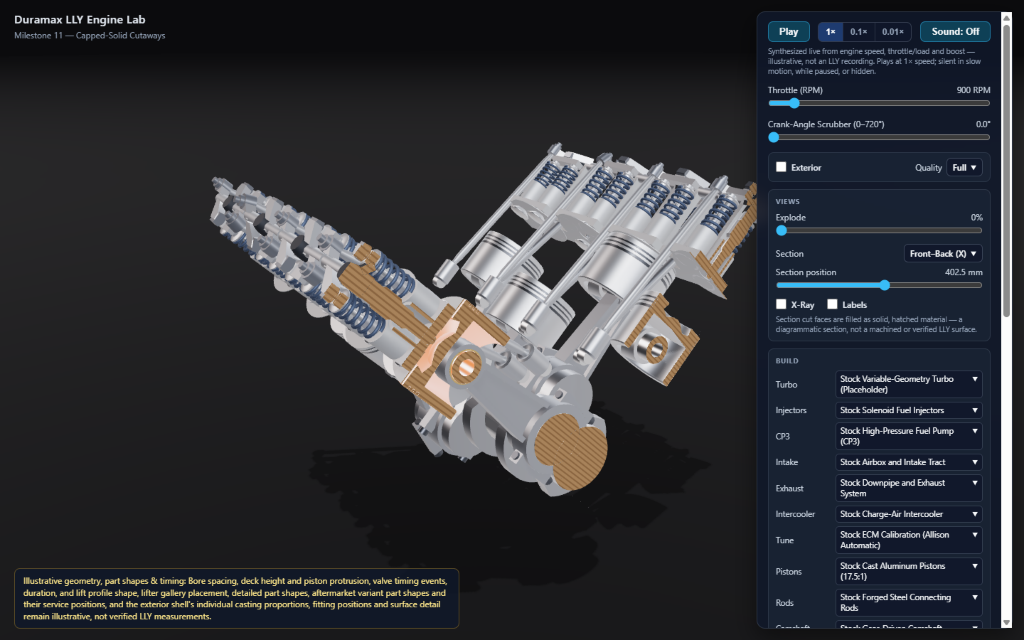 Duramax LLY Engine Lab
Milestone 11 — Capped-Solid Cutaways
Play
1×
0.1×
0.01×
Sound: Off
Synthesized live from engine speed, throttle/load and boost —
illustrative, not an LLY recording. Plays at 1× speed; silent in slow
motion, while paused, or hidden.
Throttle (RPM)
900 RPM
Crank-Angle Scrubber (0–720°)
0.0°
Exterior
Quality
Full
VIEWS
Explode
0%
Section
Front–Back (X)
Section position
402.5 mm
X-Ray
Labels
Section cut faces are filled as solid, hatched material — a
diagrammatic section, not a machined or verified LLY surface.
BUILD
Turbo
Stock Variable-Geometry Turbo
(Placeholder)
Injectors
Stock Solenoid Fuel Injectors
CP3
Stock High-Pressure Fuel Pump
(CP3)
Intake
Stock Airbox and Intake Tract
Exhaust
Stock Downpipe and Exhaust
System
Intercooler
Stock Charge-Air Intercooler
Tune
Stock ECM Calibration (Allison
Automatic)
Pistons
Stock Cast Aluminum Pistons
(17.5:1)
Rods
Stock Forged Steel Connecting
Rods
Camshaft
Stock Gear-Driven Camshaft
Illustrative geometry, part shapes & timing: Bore spacing, deck height and piston protrusion, valve timing events,
duration, and lift profile shape, lifter gallery placement, detailed part shapes, aftermarket variant part shapes and
their service positions, and the exterior shell's individual casting proportions, fitting positions and surface detail
remain illustrative, not verified LLY measurements.